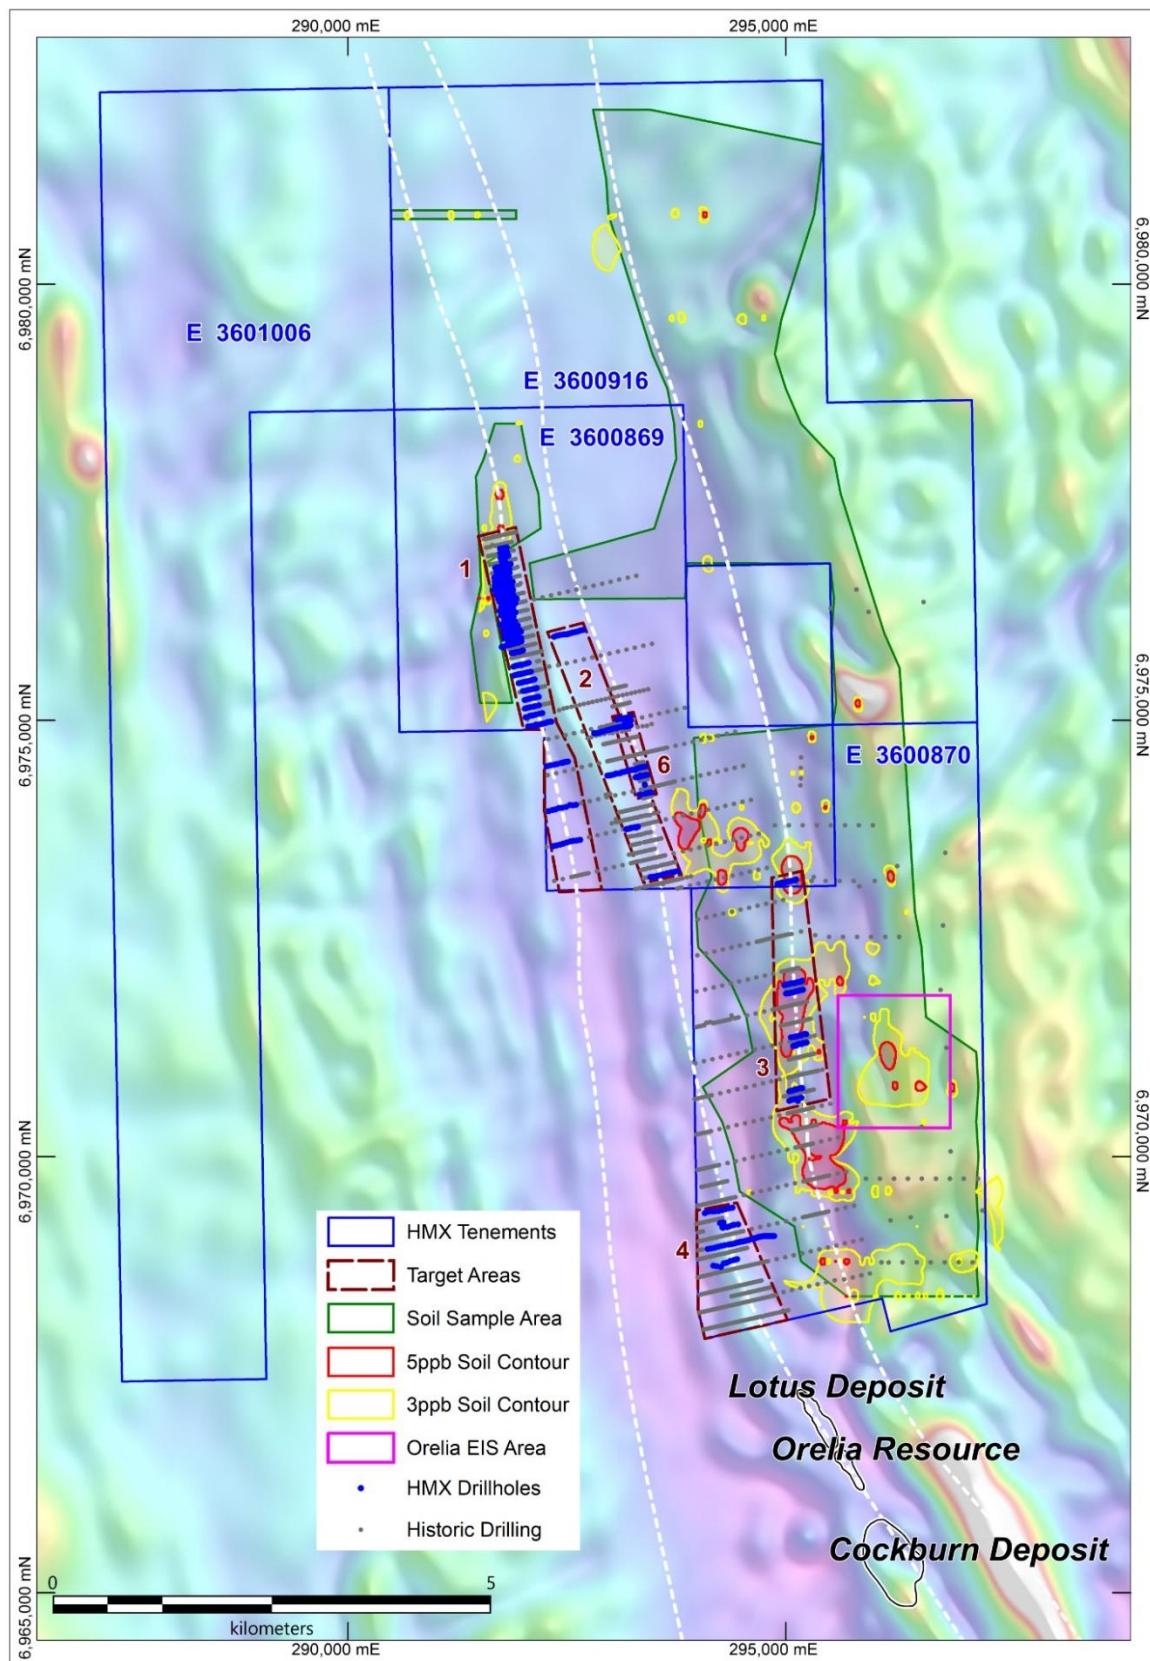 290,000 mE
295,000 mE
6,980,000 mN
6,980,000 mN
E 3601006
E 3600916
E 3600869
1
2
6,975,000 mN
6,975,000 mN
6
E 3600870
3
6,970,000 mN
6,970,000 mN
4
HMX Tenements
Target Areas
Soil Sample Area
5ppb Soil Contour
3ppb Soil Contour
Orelia EIS Area
HMX Drillholes
Historic Drilling
Lotus Deposit
Orelia Resource
Cockburn Deposit
0
5
kilometers
6,965,000 mN
290,000 mE
295,000 mE